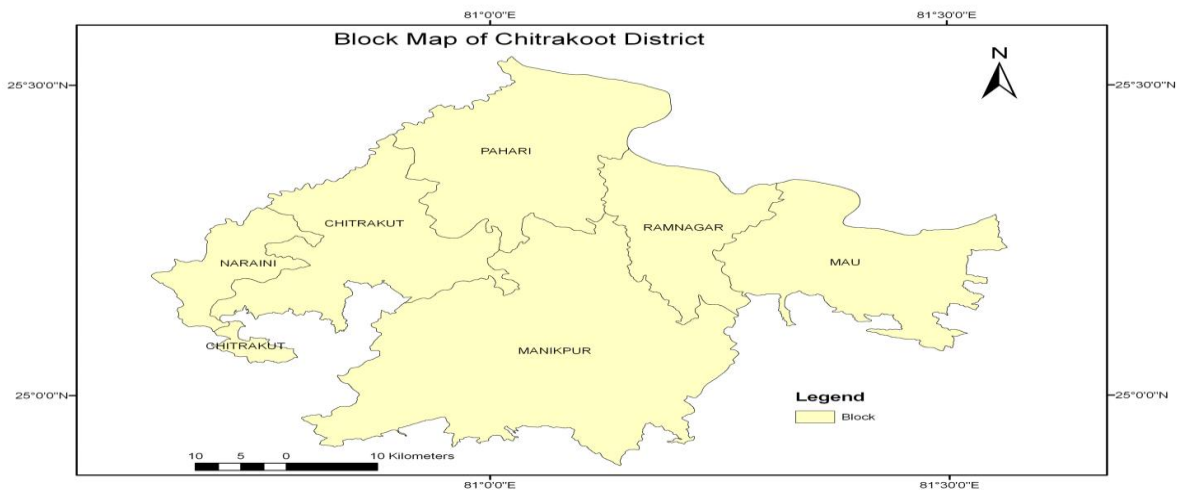 81°0'0"E 81°30'0"E
Block Map of Chitrakoot District
N
25°30'0"N 25°30'0"N
PAHARI
CHITRAKUT
RAMNAGAR
NARAINI
MAU
CHITRAKUT
MANIKPUR
25°0'0"N 25°0'0"N
Legend
Block
10 5 0 10 Kilometers
81°0'0"E 81°30'0"E